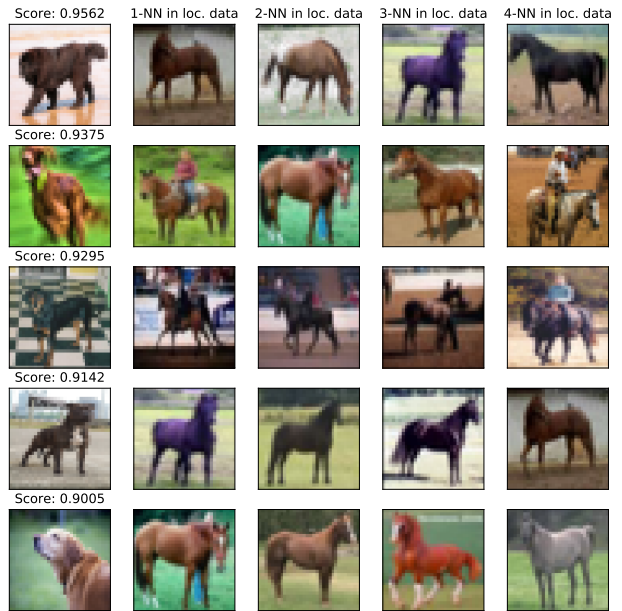 Score: 0.9562 1-NN in loc. data 2-NN in loc. data 3-NN in loc. data 4-NN in loc. data
Score: 0.9375
Score: 0.9295
Score: 0.9142
Score: 0.9005